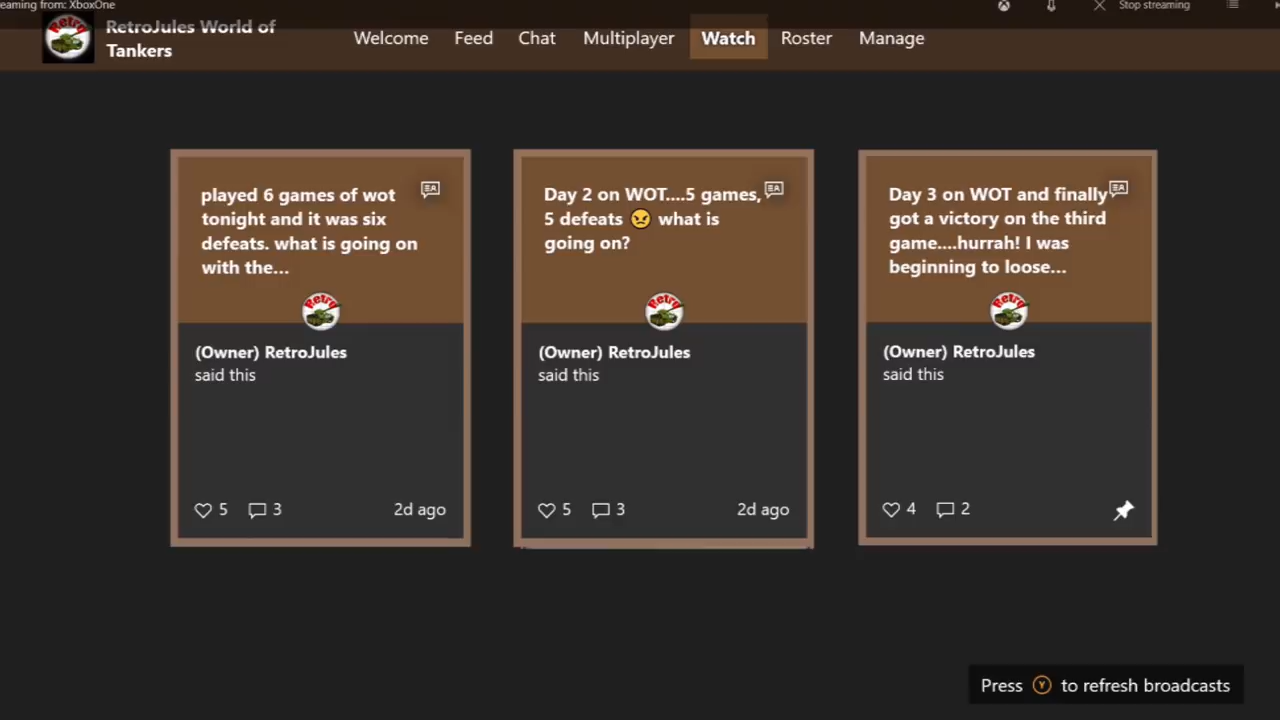 eaming from: XboxOne
Stop streaming
RetroJules World of
Tankers
Welcome Feed Chat Multiplayer Watch Roster Manage
played 6 games of wot
tonight and it was six
defeats. what is going on
with the...
Retro
(Owner) RetroJules
said this
5 3 2d ago
Day 2 on WOT....5 games,
5 defeats 😠 what is
going on?
Retro
(Owner) RetroJules
said this
5 3 2d ago
Day 3 on WOT and finally
got a victory on the third
game....hurrah! I was
beginning to loose...
Retro
(Owner) RetroJules
said this
4 2
Press Y to refresh broadcasts